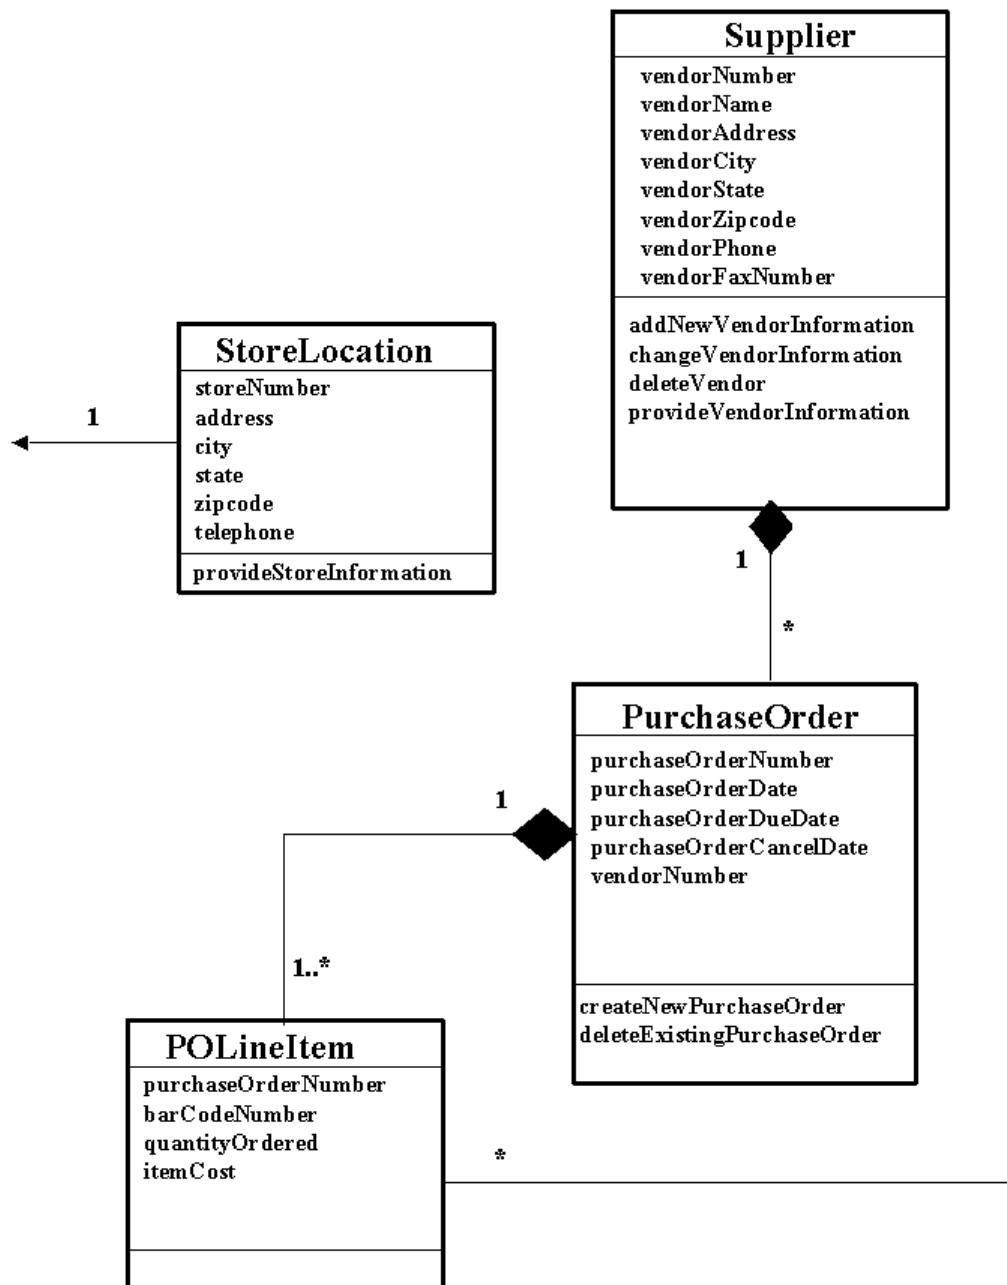 Supplier
vendorNumber
vendorName
vendorAddress
vendorCity
vendorState
vendorZipcode
vendorPhone
vendorFaxNumber
addNewVendorInformation
changeVendorInformation
deleteVendor
provideVendorInformation
StoreLocation
storeNumber
address
city
state
zipcode
telephone
provideStoreInformation
1
1
*
PurchaseOrder
purchaseOrderNumber
purchaseOrderDate
purchaseOrderDueDate
purchaseOrderCancelDate
vendorNumber
createNewPurchaseOrder
deleteExistingPurchaseOrder
1
1..*
POLineItem
purchaseOrderNumber
barCodeNumber
quantityOrdered
itemCost
*